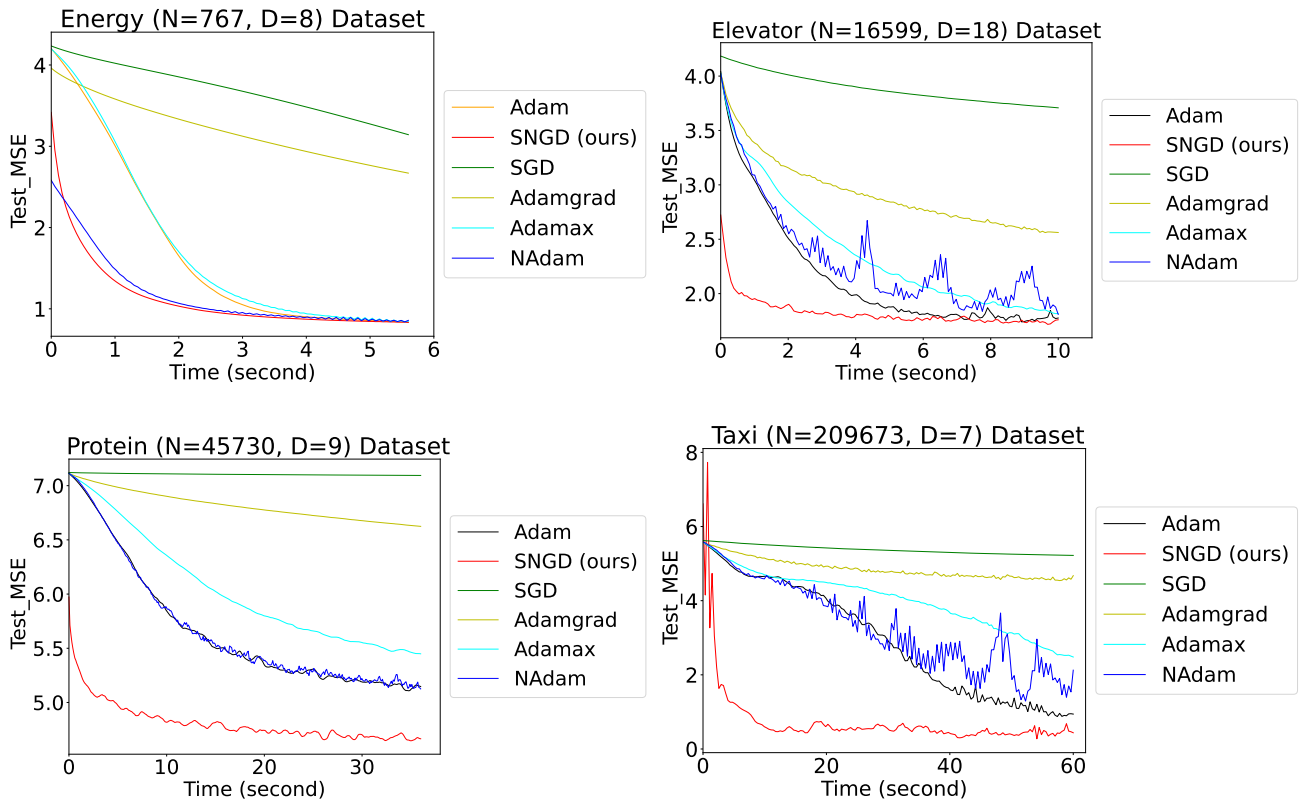 Energy (N=767, D=8) Dataset
Test_MSE
4
3
2
1
0 1 2 3 4 5 6
Time (second)
Adam
SNGD (ours)
SGD
Adamgrad
Adamax
NAdam
Elevator (N=16599, D=18) Dataset
Test_MSE
4.0
3.5
3.0
2.5
2.0
0 2 4 6 8 10
Time (second)
Adam
SNGD (ours)
SGD
Adamgrad
Adamax
NAdam
Protein (N=45730, D=9) Dataset
Test_MSE
7.0
6.5
6.0
5.5
5.0
0 10 20 30
Time (second)
Adam
SNGD (ours)
SGD
Adamgrad
Adamax
NAdam
Taxi (N=209673, D=7) Dataset
Test_MSE
8
6
4
2
0
0 20 40 60
Time (second)
Adam
SNGD (ours)
SGD
Adamgrad
Adamax
NAdam